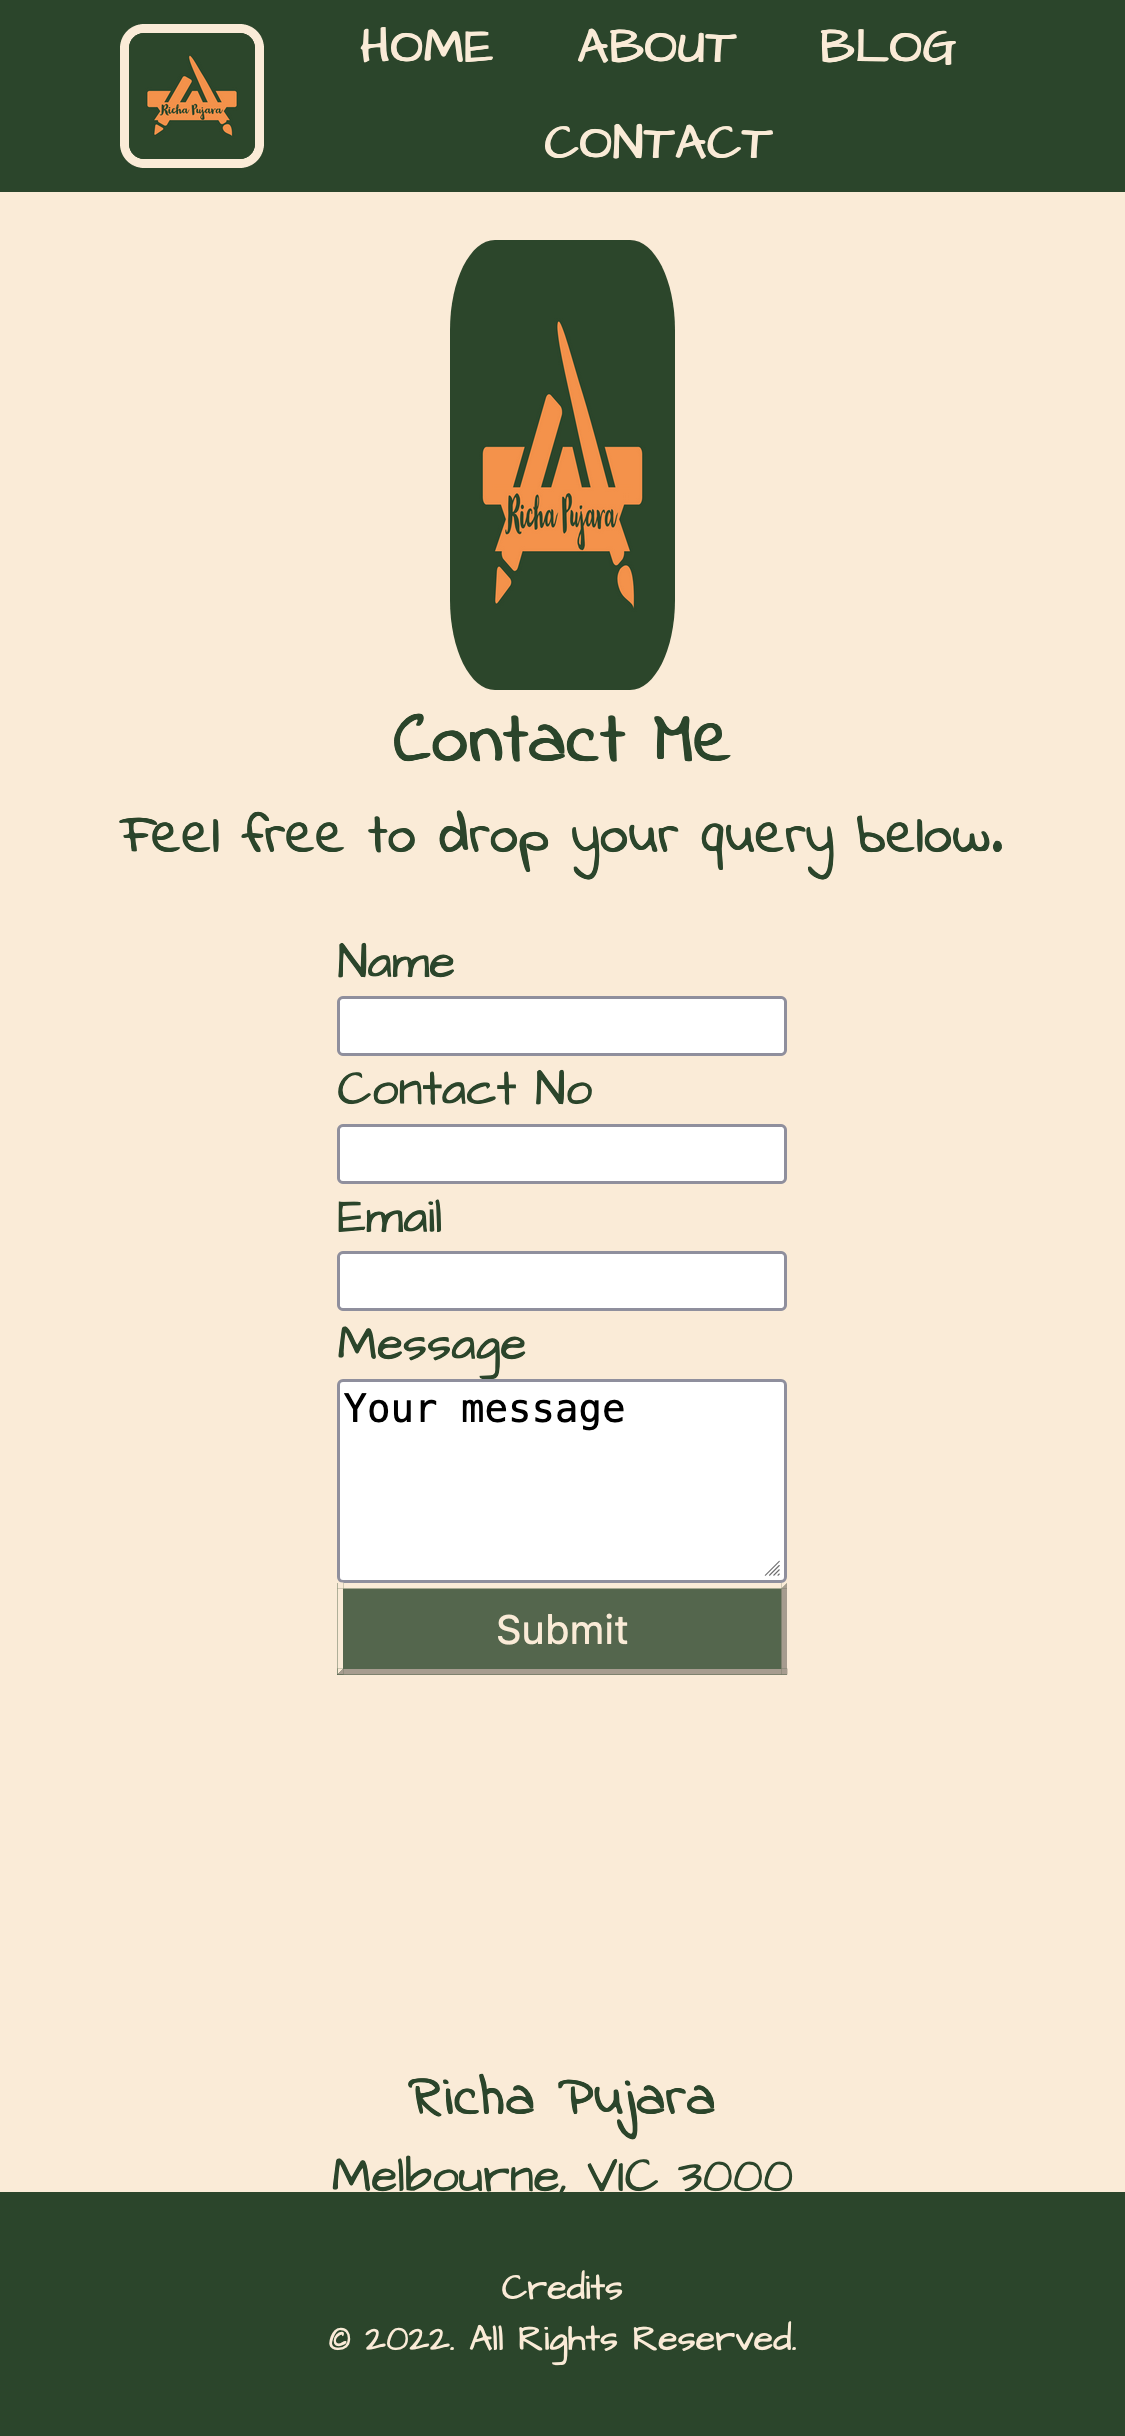 Richa Pujara
HOME ABOUT BLOG
CONTACT
Richa Pujara
Contact Me
Feel free to drop your query below.
Name
Contact No
Email
Message
Your message
Submit
Richa Pujara
Melbourne, VIC 3000
Credits
© 2022. All Rights Reserved.